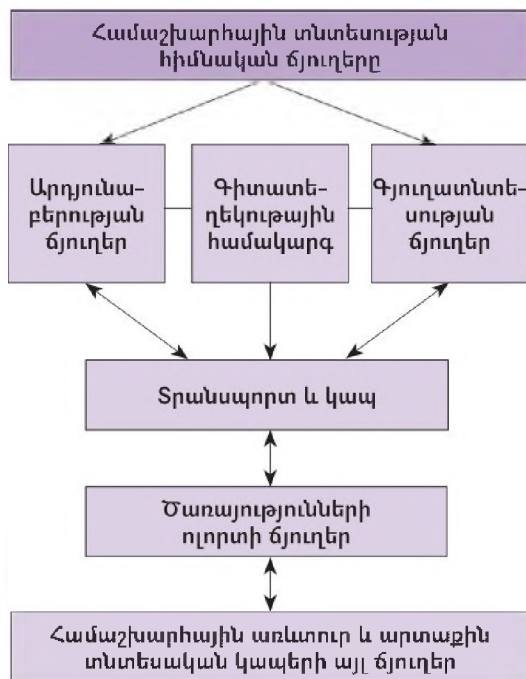 Համաշխարհային տնտեսության
հիմնական ճյուղերը
Արդյունա-
բերության
ճյուղեր
Գիտատե-
ղեկութային
համակարգ
Գյուղատնտե-
սության
ճյուղեր
Տրանսպորտ և կապ
Ծառայությունների
ոլորտի ճյուղեր
Համաշխարհային առևտուր և արտաքին
տնտեսական կապերի այլ ճյուղեր